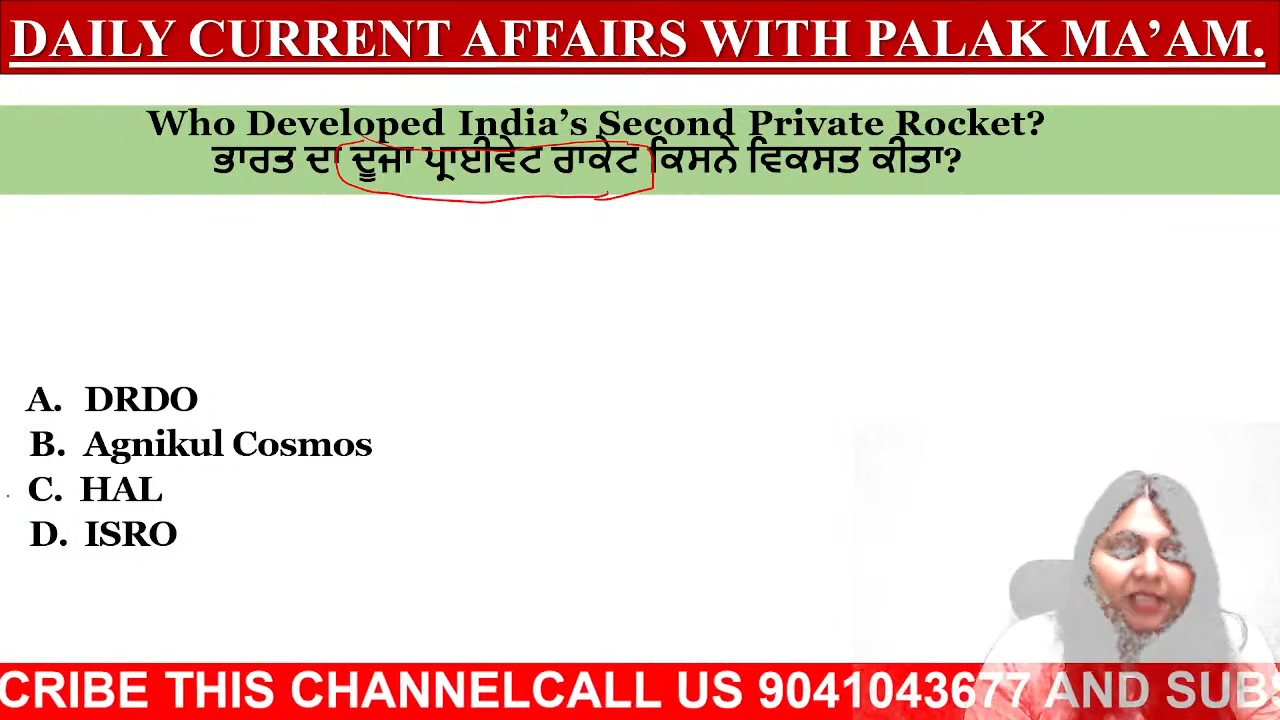 DAILY CURRENT AFFAIRS WITH PALAK MA’AM.
Who Developed India’s Second Private Rocket?
ਭਾਰਤ ਦਾ ਦੂਜਾ ਪ੍ਰਾਈਵੇਟ ਰਾਕੇਟ ਕਿਸਨੇ ਵਿਕਸਤ ਕੀਤਾ?
A. DRDO
B. Agnikul Cosmos
C. HAL
D. ISRO
CRIBE THIS CHANNELCALL US 9041043677 AND SUBS